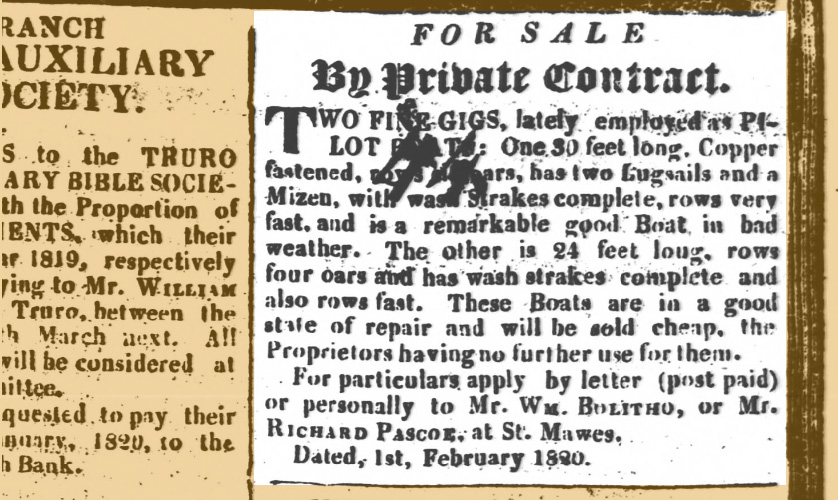 RANCH
AUXILIARY
OCIETY.
S to the TRURO
ARY BIBLE SOCIE-
th the Proportion of
IENTS, which their
ar 1819, respectively
ying to Mr. WILLIAM
Truro, between the
h March next. All
will be considered at
mittee.
quested to pay their
anuary, 1820, to the
h Bank.
FOR SALE
By Private Contract.
TWO FINE GIGS, lately employed as PI-
LOT BOATS: One 30 feet long, Copper
fastened, oars, has two Lugsails and a
Mizen, with wash Strakes complete, rows very
fast, and is a remarkable good Boat in bad
weather. The other is 24 feet long, rows
four oars and has wash strakes complete and
also rows fast. These Boats are in a good
state of repair and will be sold cheap, the
Proprietors having no further use for them.
For particulars apply by letter (post paid)
or personally to Mr. WM. BOLITHO, or Mr.
RICHARD PASCOE, at St. Mawes.
Dated, 1st, February 1820.